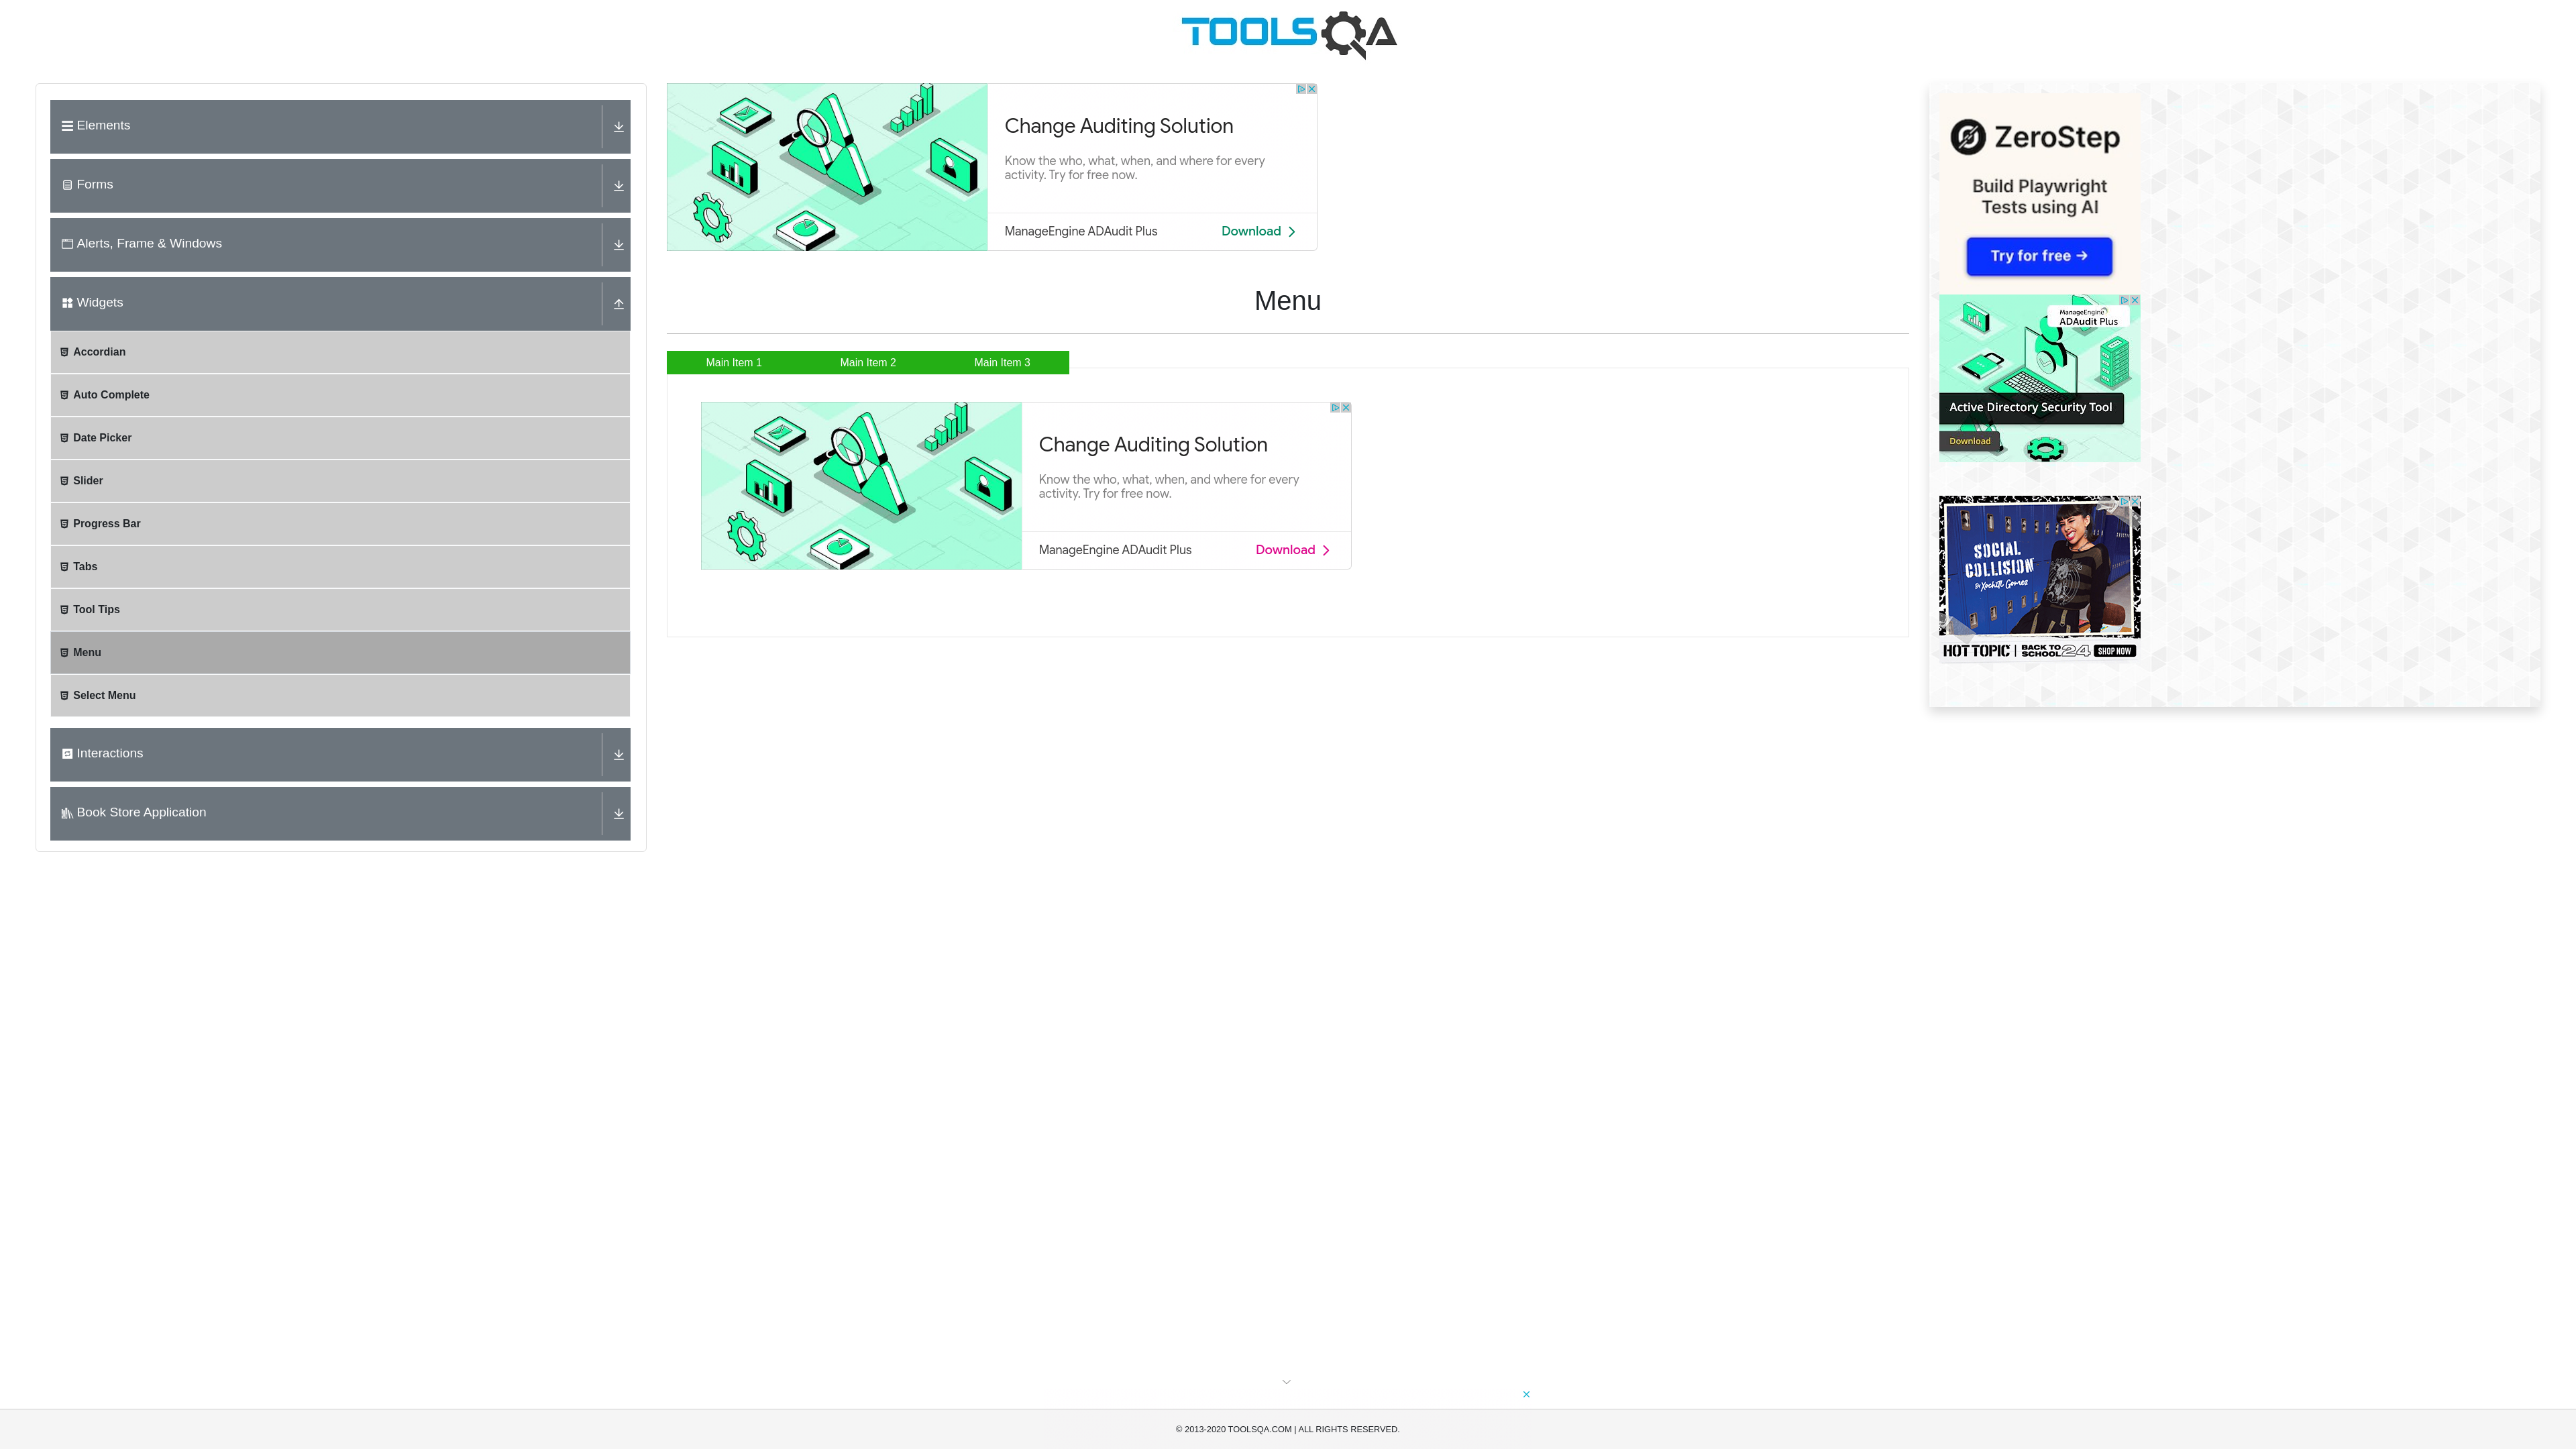 TOOLSQA
Elements
Forms
Alerts, Frame & Windows
Widgets
Accordian
Auto Complete
Date Picker
Slider
Progress Bar
Tabs
Tool Tips
Menu
Select Menu
Interactions
Book Store Application
Change Auditing Solution
Know the who, what, when, and where for every
activity. Try for free now.
ManageEngine ADAudit Plus
Download
Menu
Main Item 1
Main Item 2
Main Item 3
Change Auditing Solution
Know the who, what, when, and where for every
activity. Try for free now.
ManageEngine ADAudit Plus
Download
ZeroStep
Build Playwright
Tests using AI
Try for free →
ManageEngine
ADAudit Plus
Active Directory Security Tool
Download
SOCIAL
COLLISION
By Xochitl Gomez
HOT TOPIC | BACK TO SCHOOL 24 SHOP NOW
© 2013-2020 TOOLSQA.COM | ALL RIGHTS RESERVED.